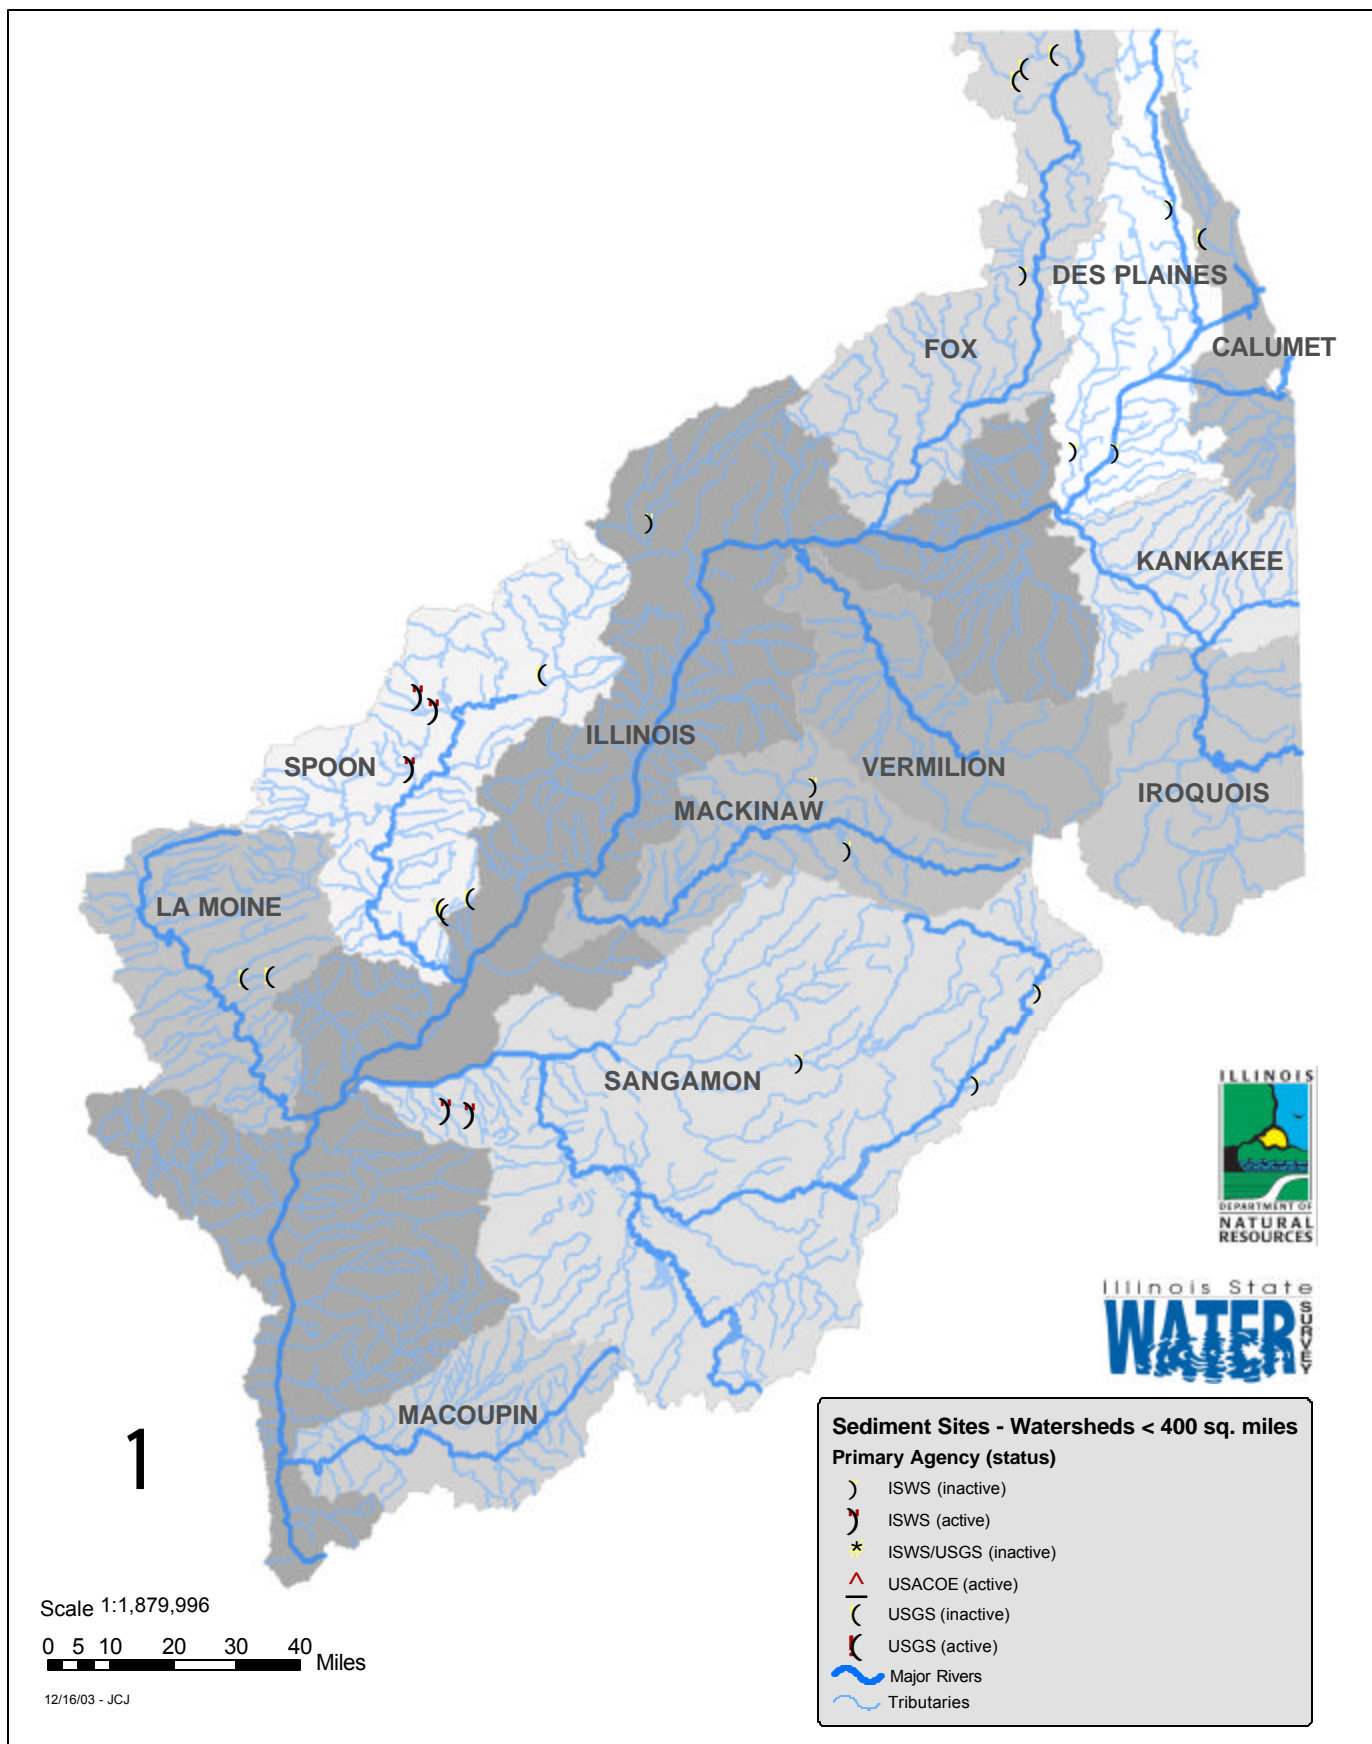 DES PLAINES
FOX
CALUMET
KANKAKEE
ILLINOIS
SPOON
VERMILION
MACKINAW
IROQUOIS
LA MOINE
SANGAMON
MACOUPIN
ILLINOIS
DEPARTMENT OF
NATURAL
RESOURCES
Illinois State
WATER
SURVEY
1
Sediment Sites - Watersheds < 400 sq. miles
Primary Agency (status)
ISWS (inactive)
ISWS (active)
ISWS/USGS (inactive)
USACOE (active)
USGS (inactive)
USGS (active)
Major Rivers
Tributaries
Scale 1:1,879,996
0 5 10 20 30 40
Miles
12/16/03 - JCJ